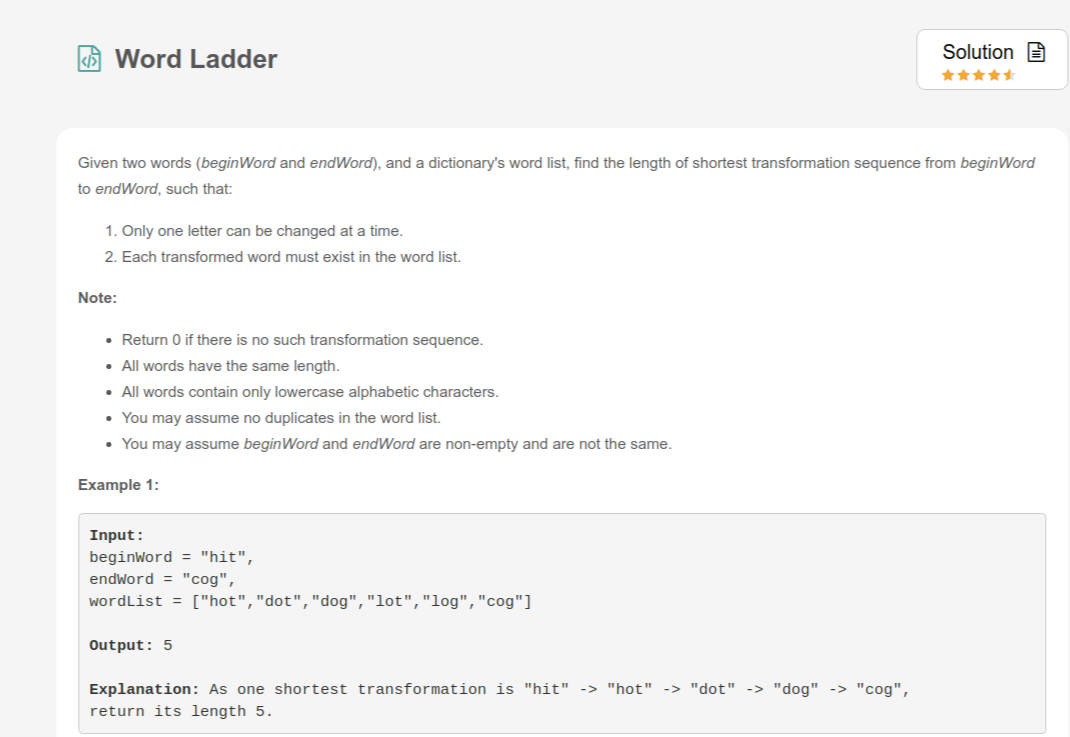 Word Ladder
Solution
Given two words (beginWord and endWord), and a dictionary's word list, find the length of shortest transformation sequence from beginWord
to endWord, such that:
1. Only one letter can be changed at a time.
2. Each transformed word must exist in the word list.
Note:
• Return 0 if there is no such transformation sequence.
• All words have the same length.
• All words contain only lowercase alphabetic characters.
• You may assume no duplicates in the word list.
• You may assume beginWord and endWord are non-empty and are not the same.
Example 1:
Input:
beginWord = "hit",
endWord = "cog",
wordList = ["hot","dot","dog","lot","log","cog"]
Output: 5
Explanation: As one shortest transformation is "hit" -> "hot" -> "dot" -> "dog" -> "cog",
return its length 5.